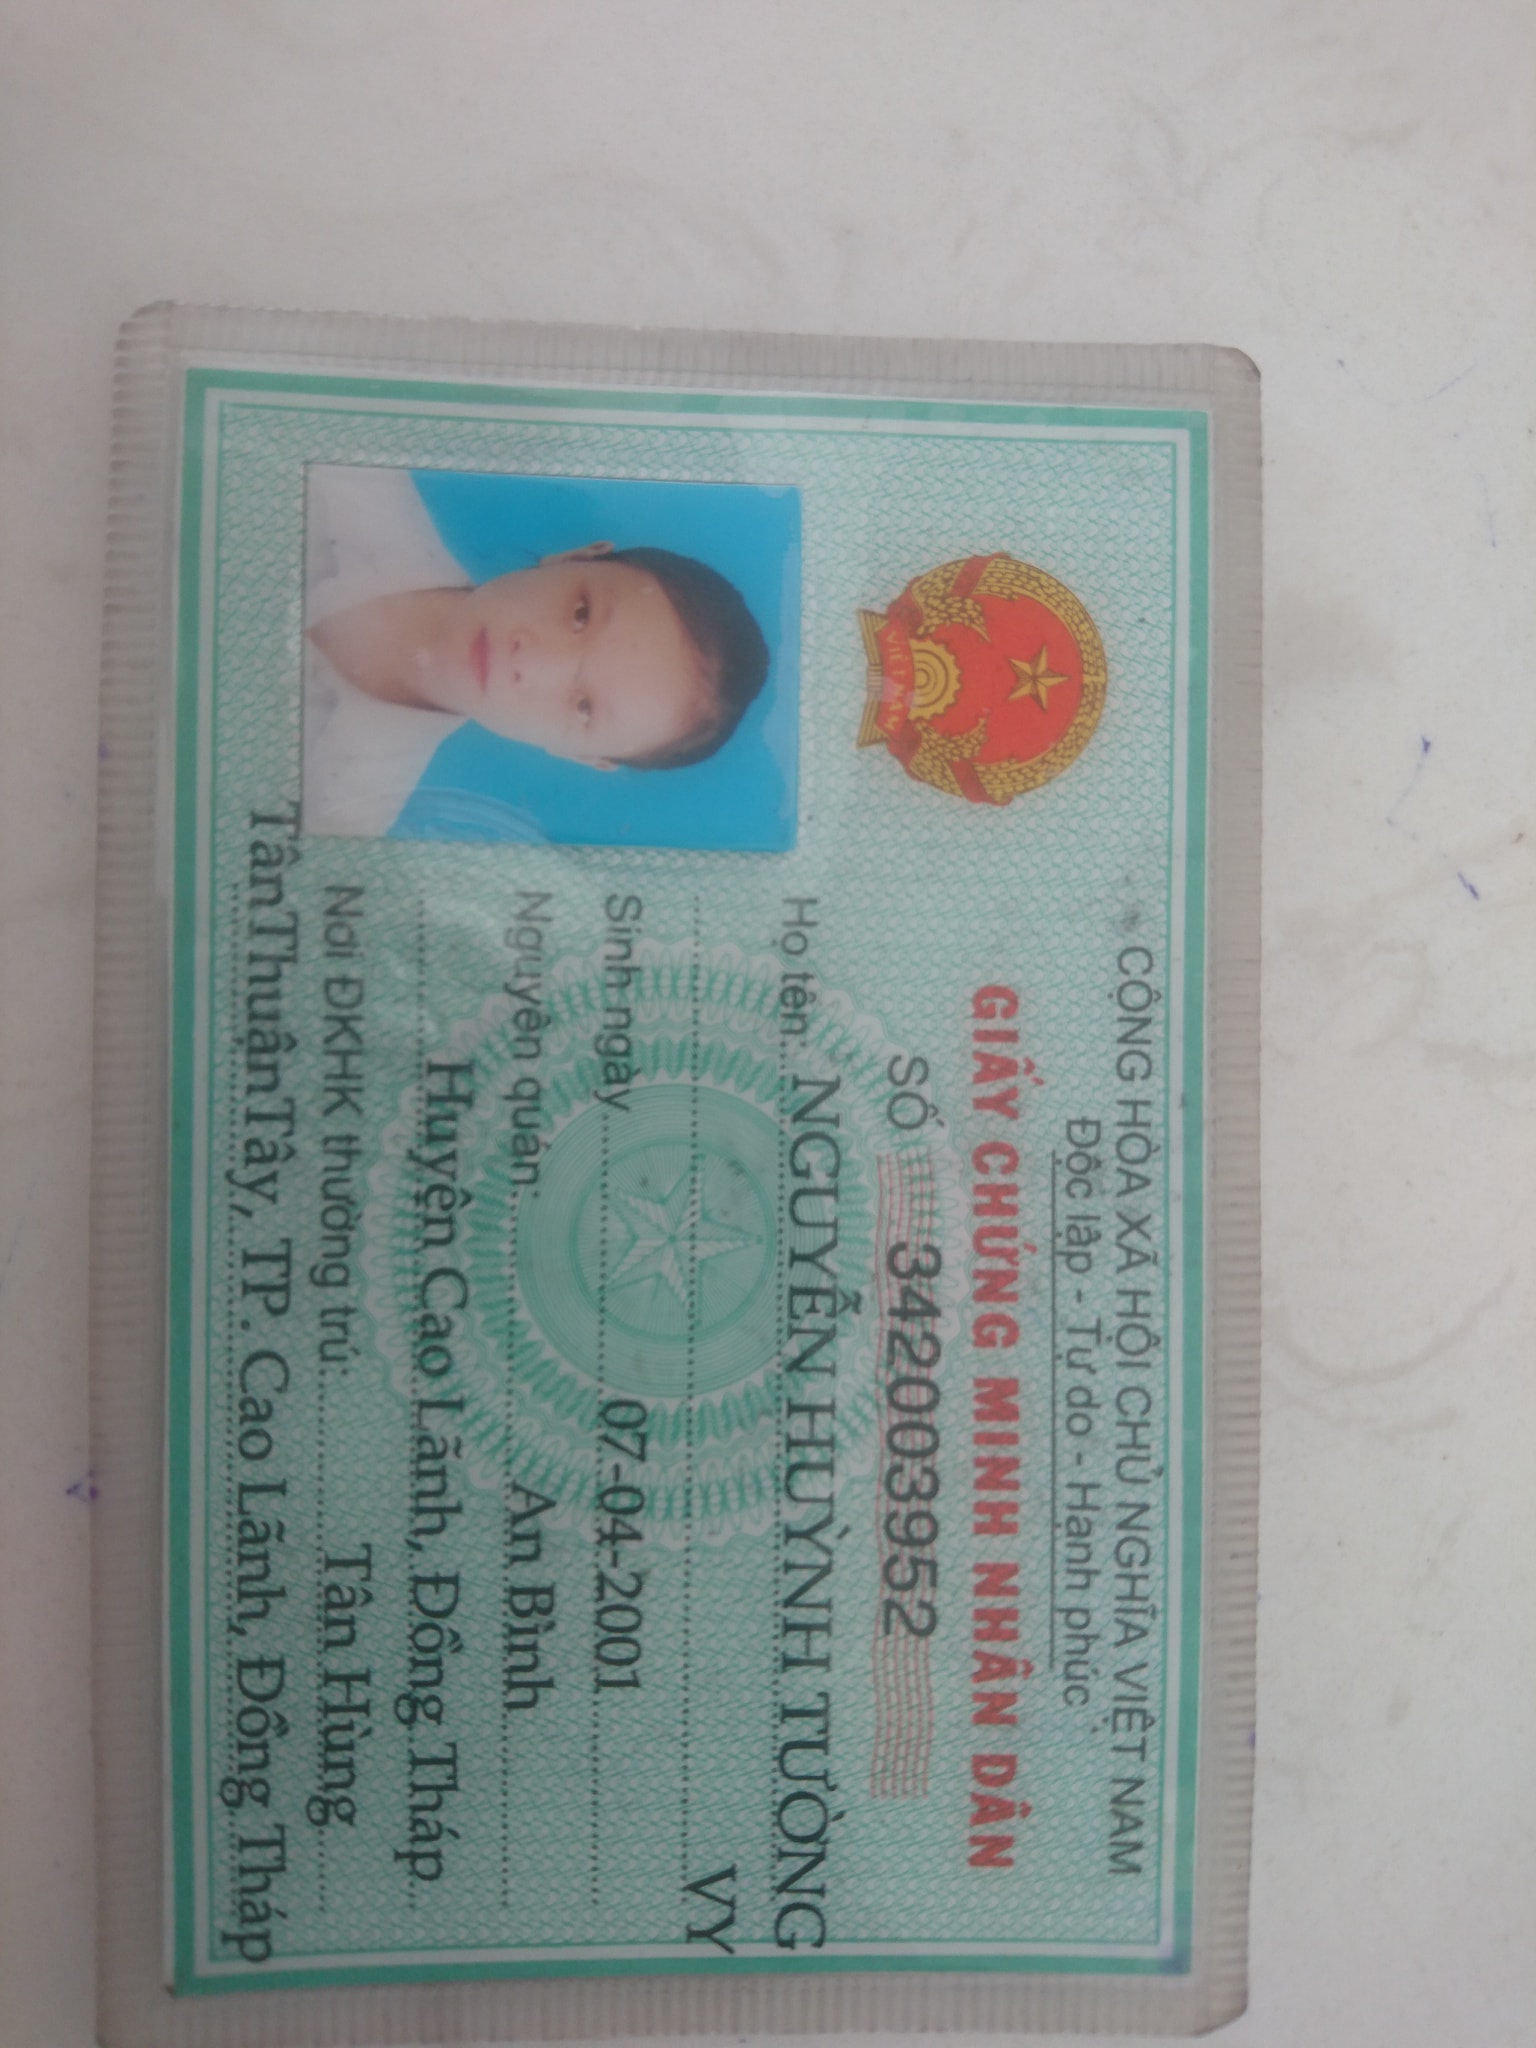 CỘNG HÒA XÃ HỘI CHỦ NGHĨA VIỆT NAM
Độc lập - Tự do - Hạnh phúc
GIẤY CHỨNG MINH NHÂN DÂN
SỐ 342003952
Họ tên: NGUYỄN HUỲNH TƯỜNG
VY
Sinh ngày 07-04-2001
Nguyên quán: An Bình
Huyện Cao Lãnh, Đồng Tháp
Nơi ĐKHK thường trú: Tân Hùng
Tân Thuận Tây, TP. Cao Lãnh, Đồng Tháp
VIỆT NAM